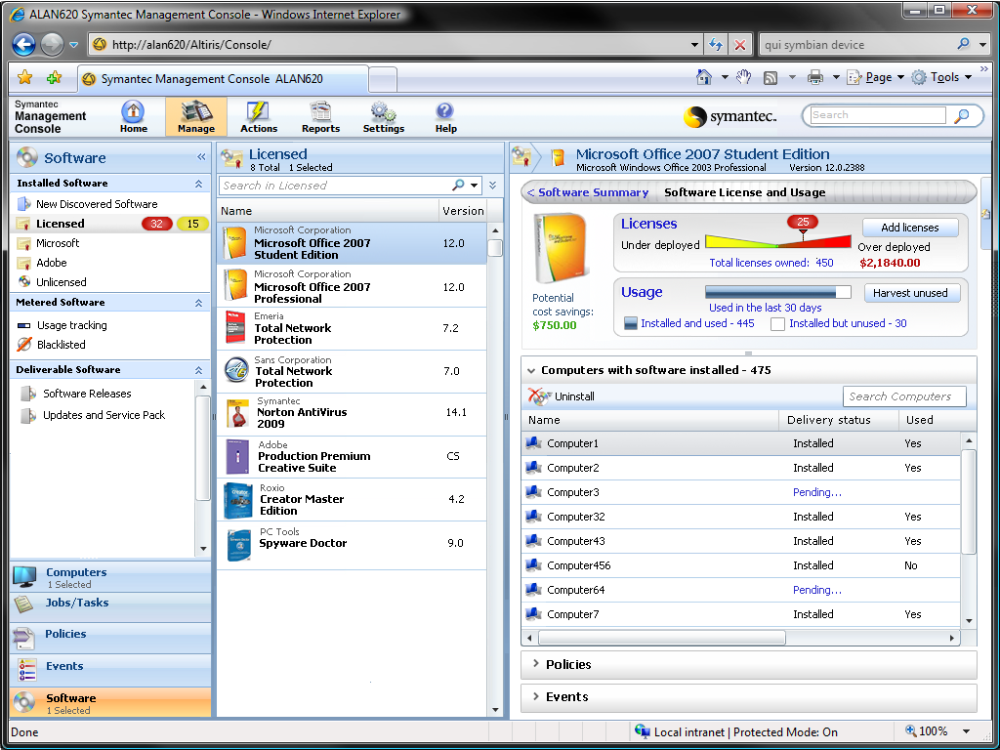 ALAN620 Symantec Management Console - Windows Internet Explorer
http://alan620/Altiris/Console/
qui symbian device
Symantec Management Console ALAN620
Page
Tools
Symantec
Management
Console
Home
Manage
Actions
Reports
Settings
Help
symantec.
Search
Software
Installed Software
New Discovered Software
Licensed 32 15
Microsoft
Adobe
Unlicensed
Metered Software
Usage tracking
Blacklisted
Deliverable Software
Software Releases
Updates and Service Pack
Computers
1 Selected
Jobs/Tasks
Policies
Events
Software
1 Selected
Licensed
8 Total 1 Selected
Search in Licensed
Name Version
Microsoft Corporation
Microsoft Office 2007
Student Edition
12.0
Microsoft Corporation
Microsoft Office 2007
Professional
12.0
Emeria
Total Network
Protection
7.2
Sans Corporation
Total Network
Protection
7.0
Symantec
Norton AntiVirus
2009
14.1
Adobe
Production Premium
Creative Suite
CS
Roxio
Creator Master
Edition
4.2
PC Tools
Spyware Doctor
9.0
Microsoft Office 2007 Student Edition
Microsoft Windows Office 2003 Professional Version 12.0.2388
< Software Summary Software License and Usage
Potential
cost savings:
$750.00
Licenses
Under deployed
25
Total licenses owned: 450
Add licenses
Over deployed
$2,1840.00
Usage
Used in the last 30 days
Harvest unused
Installed and used - 445 Installed but unused - 30
Computers with software installed - 475
Uninstall
Search Computers
Name Delivery status Used
Computer1 Installed Yes
Computer2 Installed Yes
Computer3 Pending...
Computer32 Installed Yes
Computer43 Installed Yes
Computer456 Installed No
Computer64 Pending...
Computer7 Installed Yes
Policies
Events
Done
Local intranet | Protected Mode: On
100%